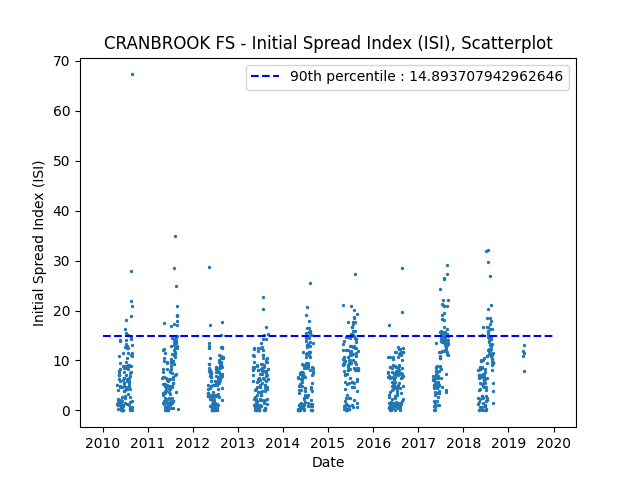 CRANBROOK FS - Initial Spread Index (ISI), Scatterplot
90th percentile : 14.893707942962646
Initial Spread Index (ISI)
70
60
50
40
30
20
10
0
2010 2011 2012 2013 2014 2015 2016 2017 2018 2019 2020
Date